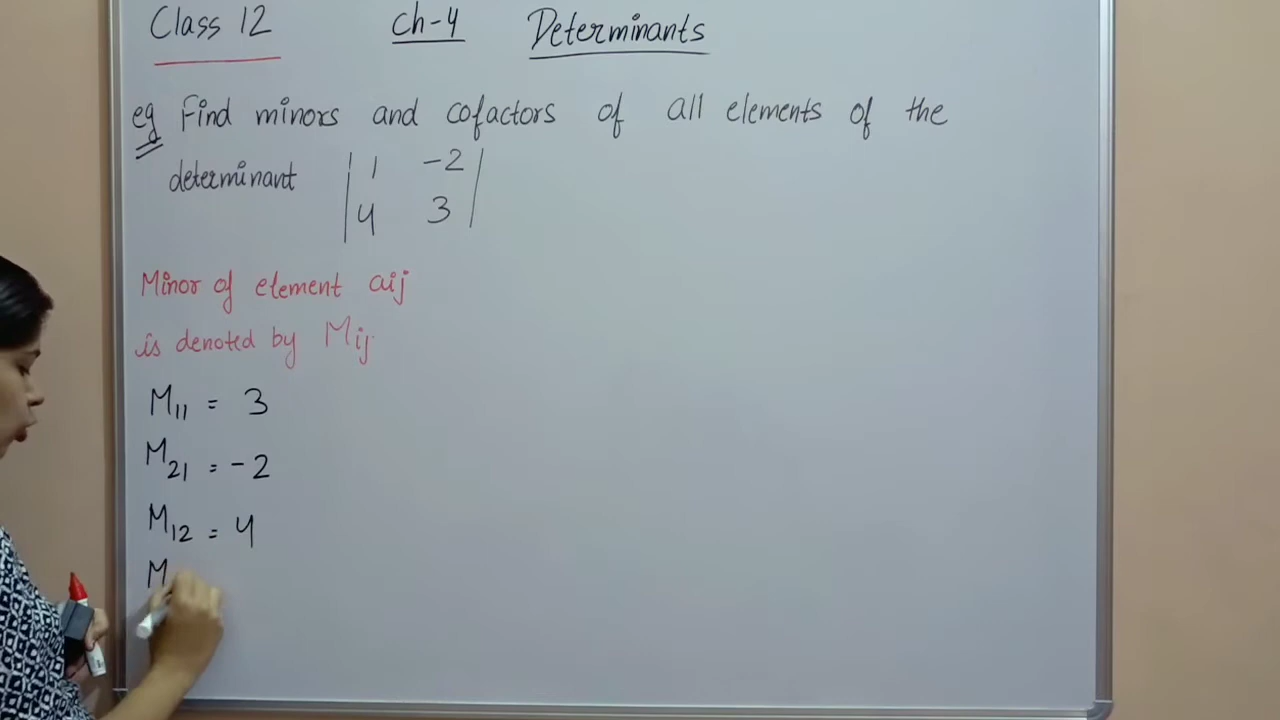 Class 12 Ch-4 Determinants
eg Find minors and cofactors of all elements of the
determinant | 1 -2 |
| 4 3 |
Minor of element aij
is denoted by Mij
M11 = 3
M21 = -2
M12 = 4
M